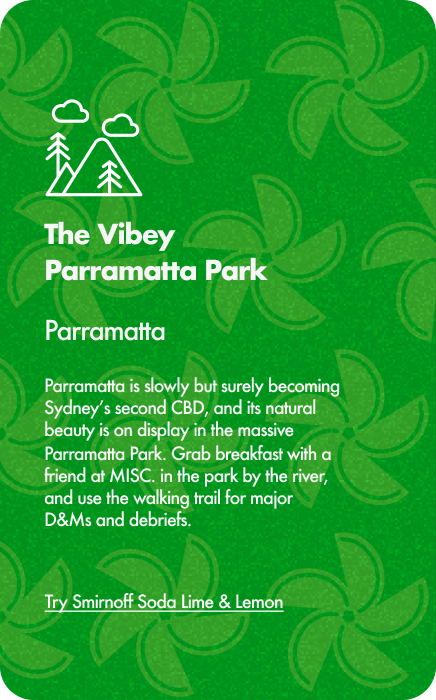 The Vibey
Parramatta Park
Parramatta
Parramatta is slowly but surely becoming
Sydney’s second CBD, and its natural
beauty is on display in the massive
Parramatta Park. Grab breakfast with a
friend at MISC. in the park by the river,
and use the walking trail for major
D&Ms and debriefs.
Try Smirnoff Soda Lime & Lemon